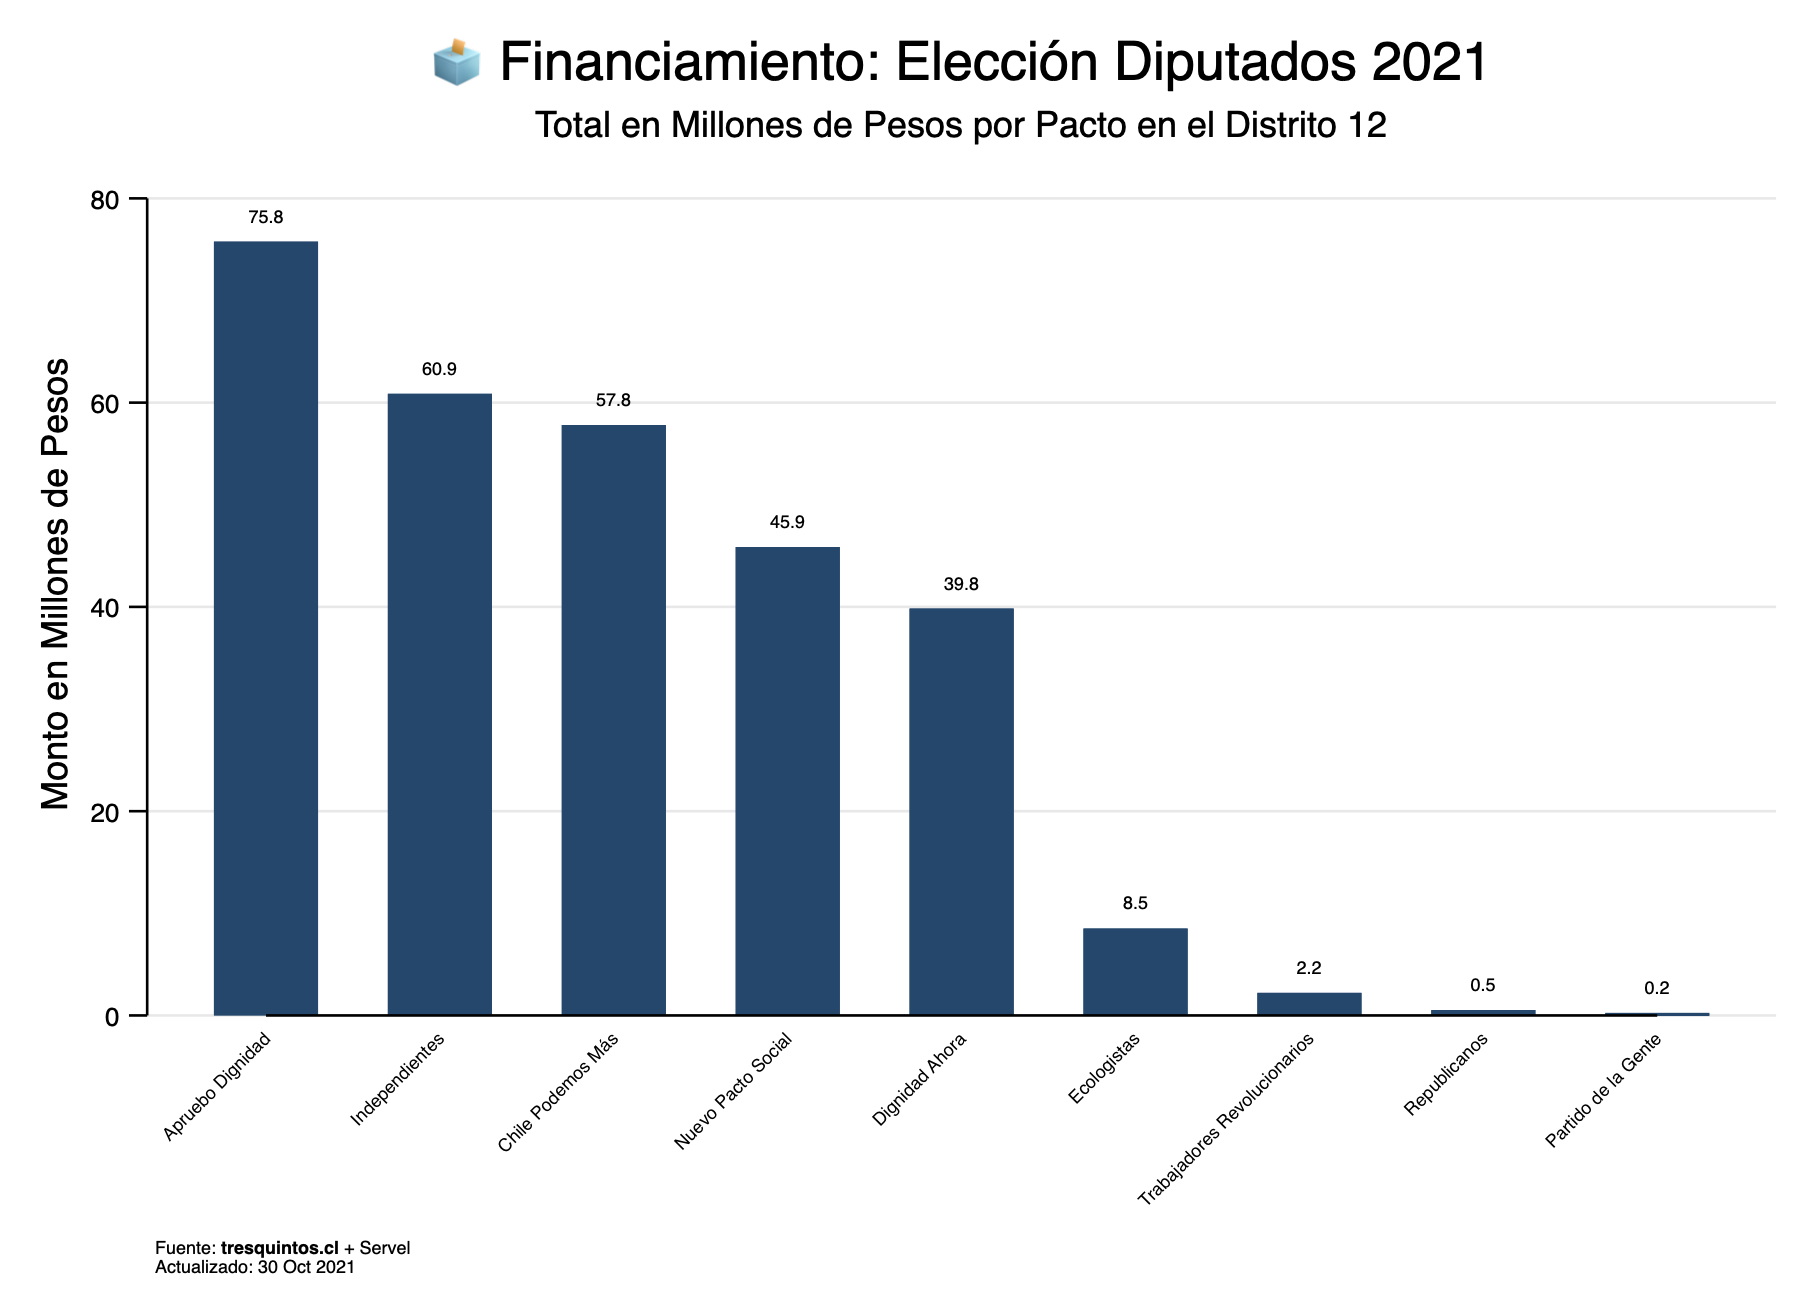 Financiamiento: Elección Diputados 2021
Total en Millones de Pesos por Pacto en el Distrito 12
Monto en Millones de Pesos
80
60
40
20
0
75.8
60.9
57.8
45.9
39.8
8.5
2.2
0.5
0.2
Apruebo Dignidad
Independientes
Chile Podemos Más
Nuevo Pacto Social
Dignidad Ahora
Ecologistas
Trabajadores Revolucionarios
Republicanos
Partido de la Gente
Fuente: tresquintos.cl + Servel
Actualizado: 30 Oct 2021